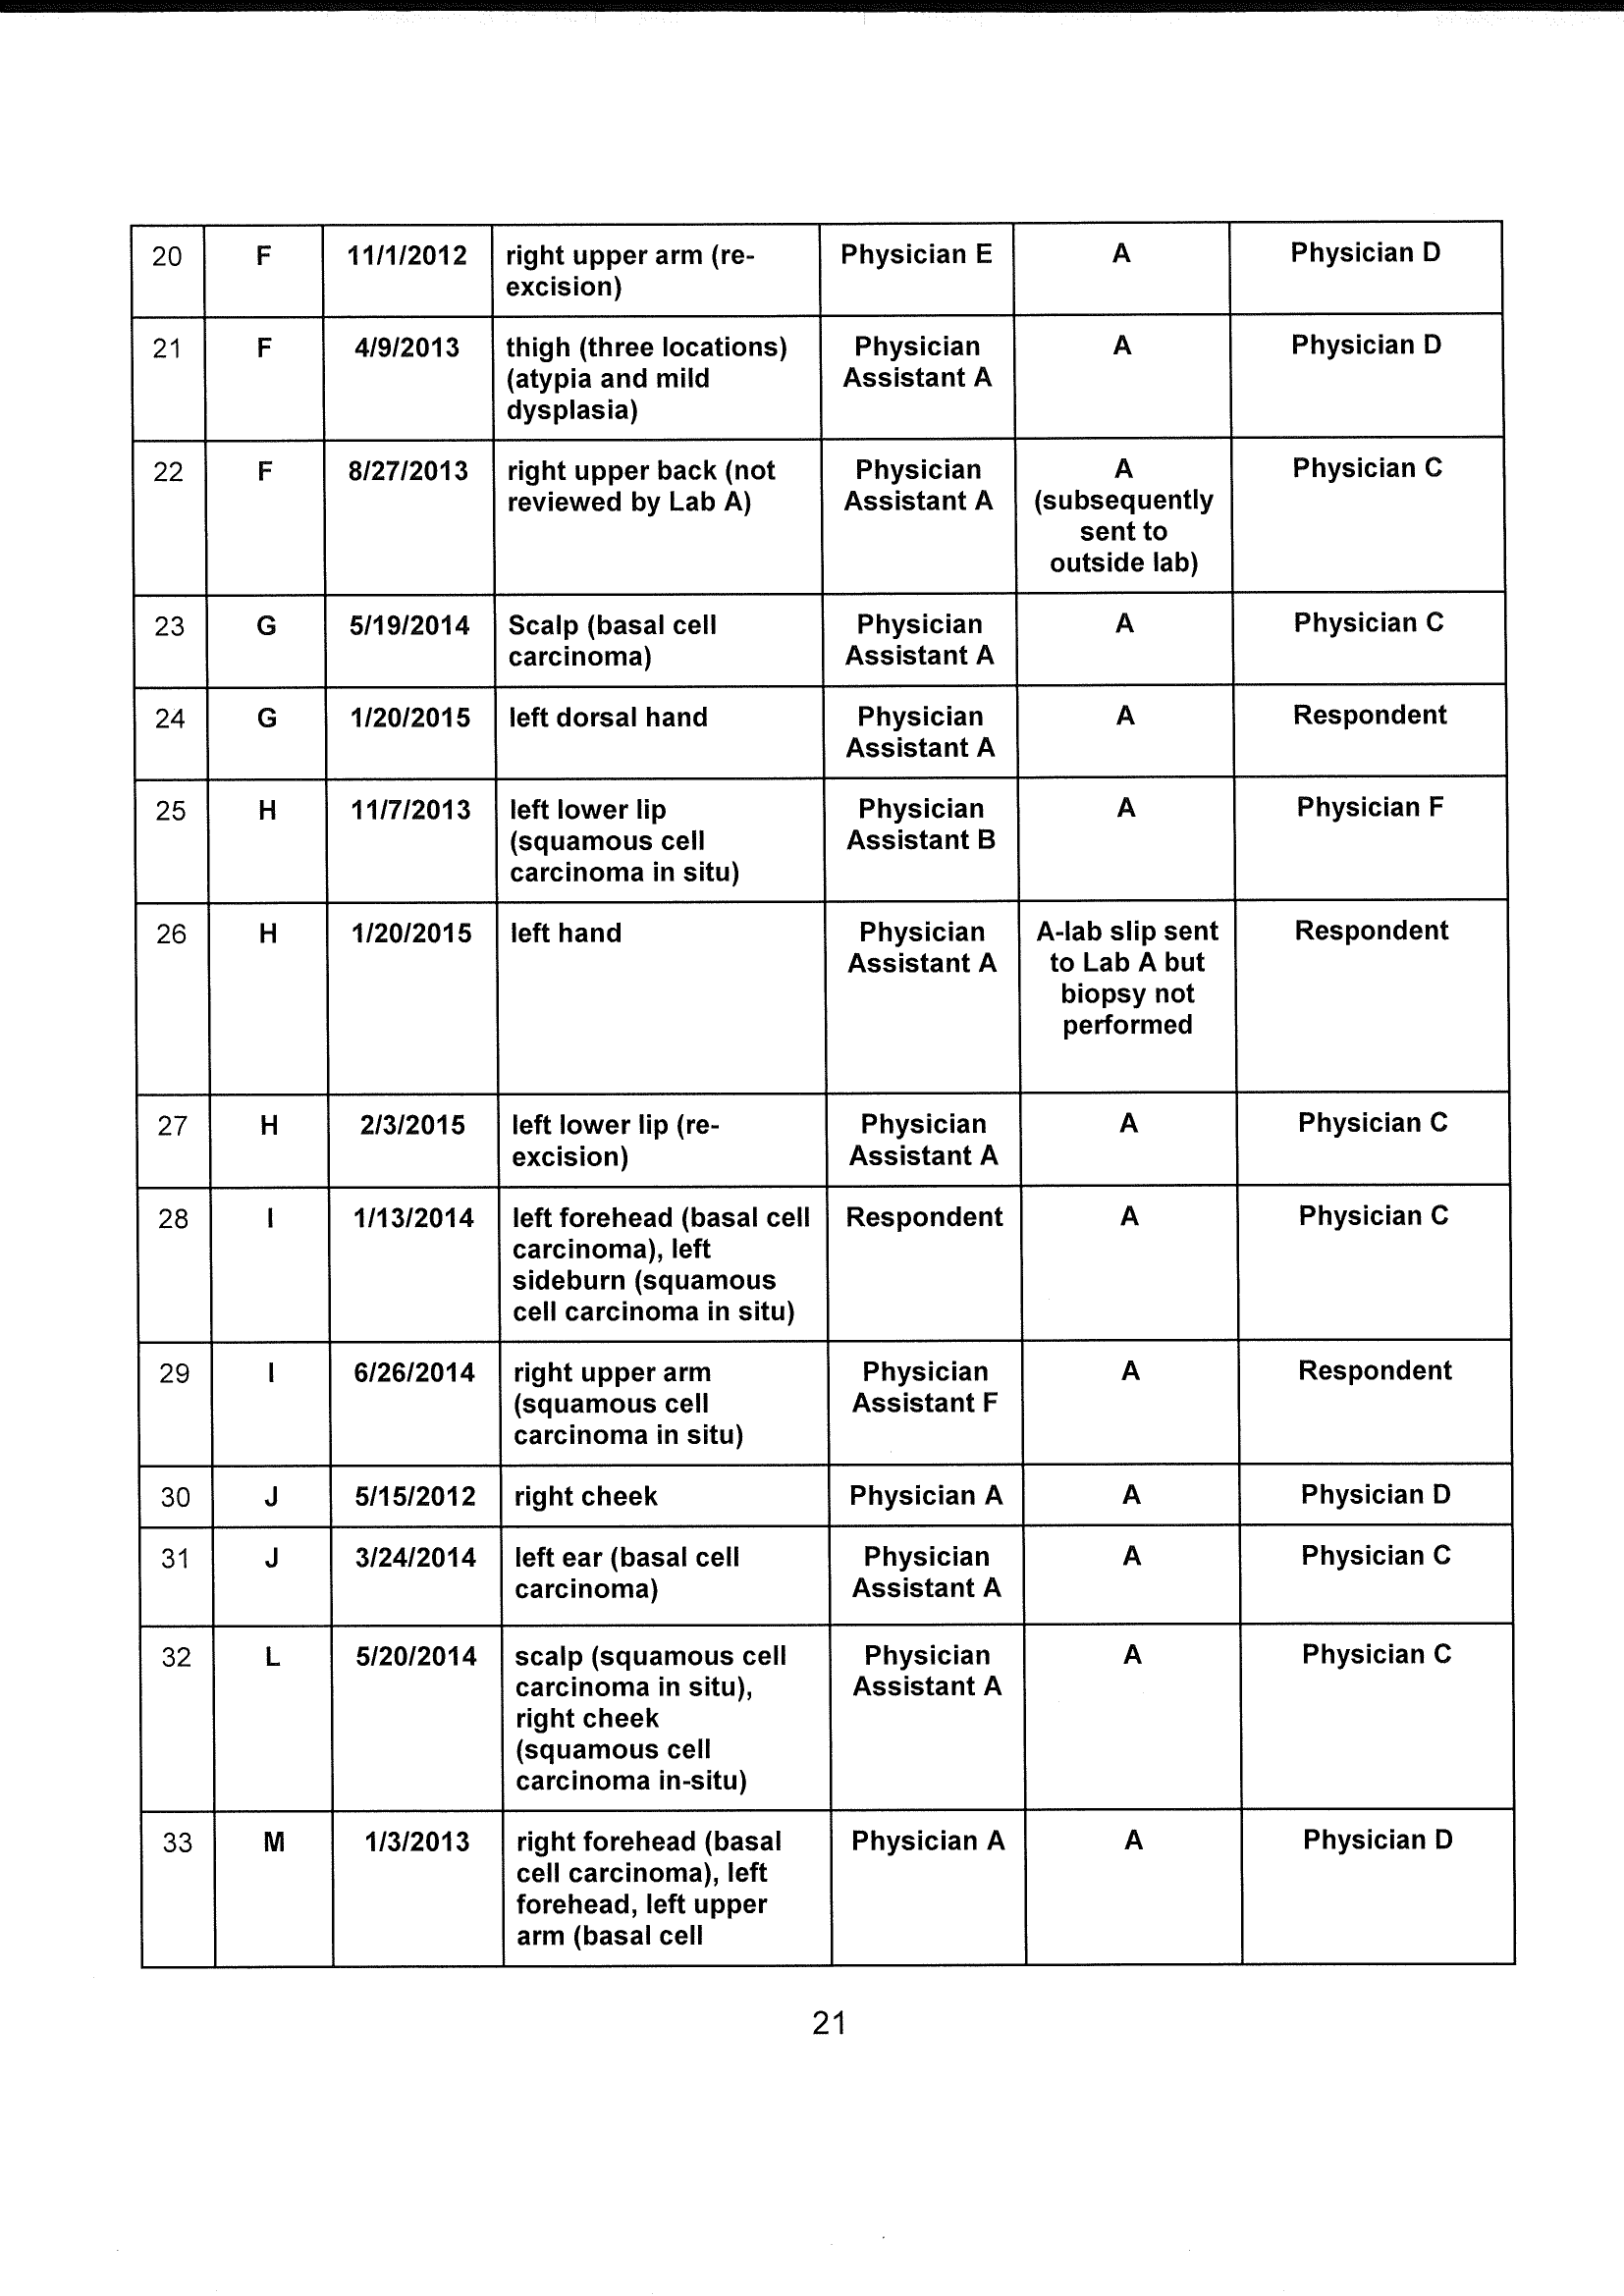 20 F 11/1/2012 right upper arm (re- Physician E A Physician D
excision)
21 F 4/9/2013 thigh (three locations) Physician A Physician D
(atypia and mild Assistant A
dysplasia)
22 F 8/27/2013 right upper back (not Physician A Physician C
reviewed by Lab A) Assistant A (subsequently
sent to
outside lab)
23 G 5/19/2014 Scalp (basal cell Physician A Physician C
carcinoma) Assistant A
24 G 1/20/2015 left dorsal hand Physician A Respondent
Assistant A
25 H 11/7/2013 left lower lip Physician A Physician F
(squamous cell Assistant B
carcinoma in situ)
26 H 1/20/2015 left hand Physician A-lab slip sent Respondent
Assistant A to Lab A but
biopsy not
performed
27 H 2/3/2015 left lower lip (re- Physician A Physician C
excision) Assistant A
28 I 1/13/2014 left forehead (basal cell Respondent A Physician C
carcinoma), left
sideburn (squamous
cell carcinoma in situ)
29 I 6/26/2014 right upper arm Physician A Respondent
(squamous cell Assistant F
carcinoma in situ)
30 J 5/15/2012 right cheek Physician A A Physician D
31 J 3/24/2014 left ear (basal cell Physician A Physician C
carcinoma) Assistant A
32 L 5/20/2014 scalp (squamous cell Physician A Physician C
carcinoma in situ), Assistant A
right cheek
(squamous cell
carcinoma in-situ)
33 M 1/3/2013 right forehead (basal Physician A A Physician D
cell carcinoma), left
forehead, left upper
arm (basal cell
21